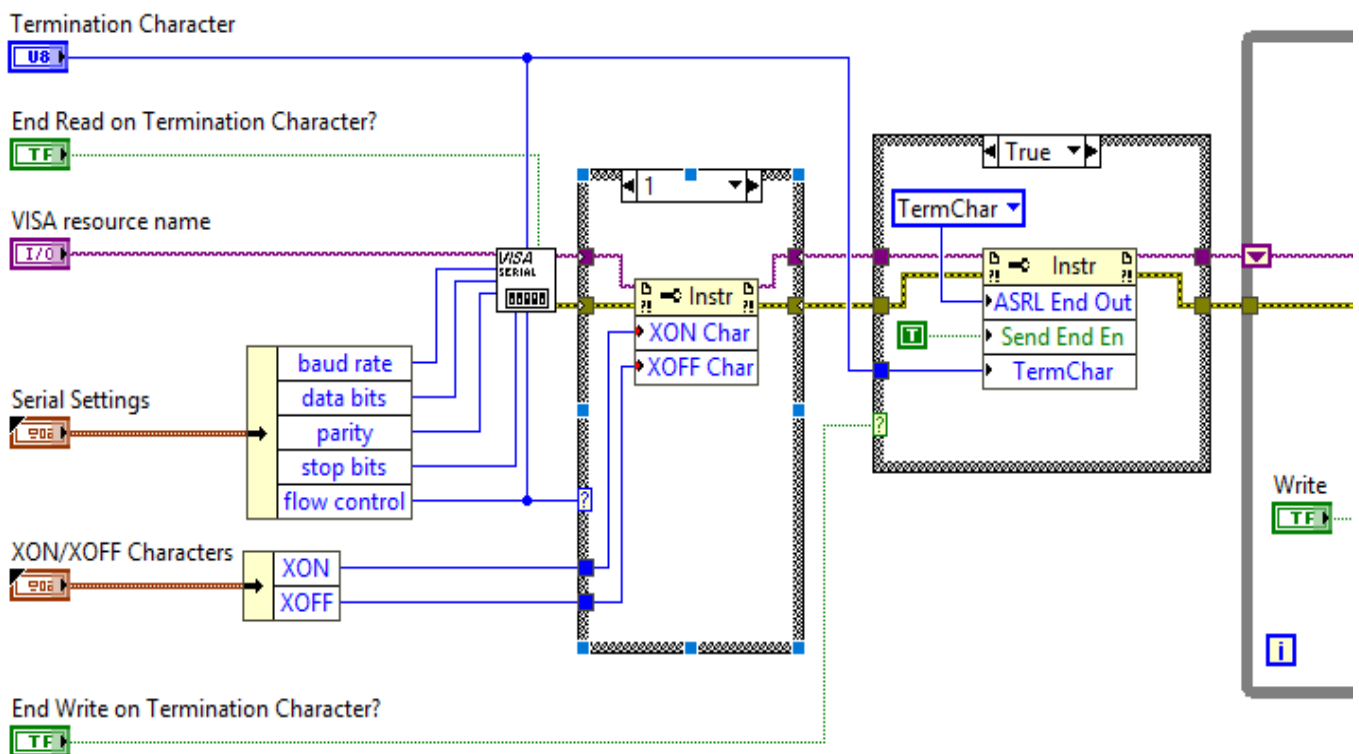 Termination Character
U8
End Read on Termination Character?
TF
1
True
TermChar
VISA resource name
I/O
VISA
SERIAL
Instr
Instr
ASRL End Out
XON Char
T
Send End En
XOFF Char
TermChar
baud rate
data bits
Serial Settings
parity
?
stop bits
Write
flow control
?
TF
XON/XOFF Characters
XON
XOFF
i
End Write on Termination Character?
TF